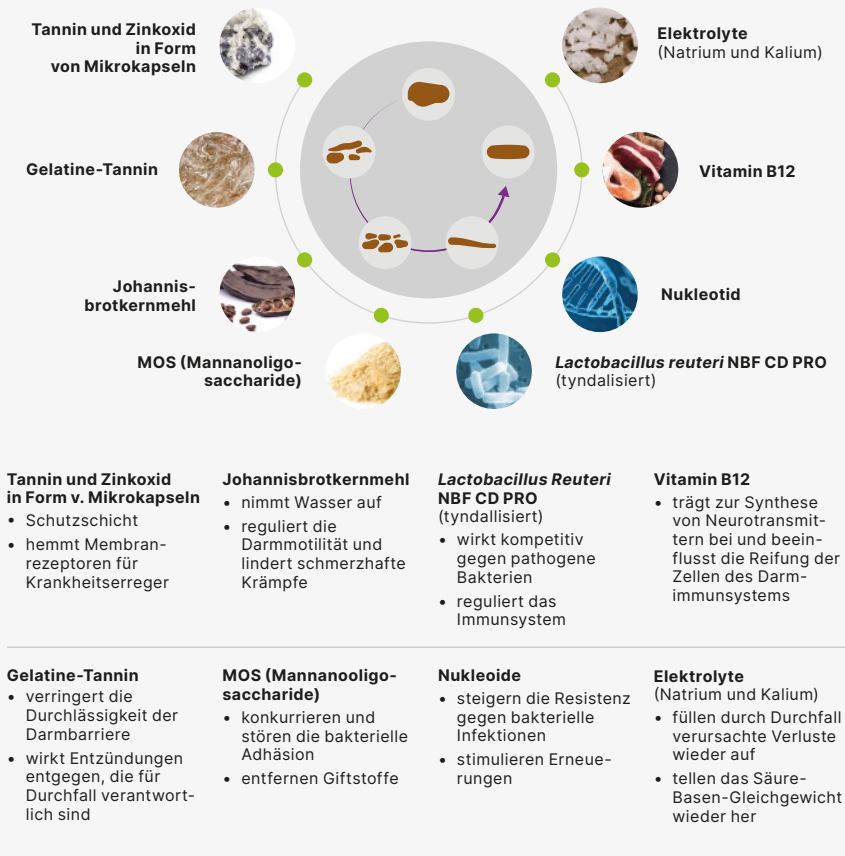 Tannin und Zinkoxid
in Form
von Mikrokapseln
Elektrolyte
(Natrium und Kalium)
Gelatine-Tannin
Vitamin B12
Johannis-
brotkernmehl
Nukleotid
MOS (Mannanoligo-
saccharide)
Lactobacillus reuteri NBF CD PRO
(tyndalisiert)
Tannin und Zinkoxid
in Form v. Mikrokapseln
• Schutzschicht
• hemmt Membran-
rezeptoren für
Krankheitserreger
Johannisbrotkernmehl
• nimmt Wasser auf
• reguliert die
Darmmotilität und
lindert schmerzhafte
Krämpfe
Lactobacillus Reuteri
NBF CD PRO
(tyndallisiert)
• wirkt kompetitiv
gegen pathogene
Bakterien
• reguliert das
Immunsystem
Vitamin B12
• trägt zur Synthese
von Neurotransmit-
tern bei und beein-
flusst die Reifung der
Zellen des Darm-
immunsystems
Gelatine-Tannin
• verringert die
Durchlässigkeit der
Darmbarriere
• wirkt Entzündungen
entgegen, die für
Durchfall verantwort-
lich sind
MOS (Mannanooligo-
saccharide)
• konkurrieren und
stören die bakterielle
Adhäsion
• entfernen Giftstoffe
Nukleoide
• steigern die Resistenz
gegen bakterielle
Infektionen
• stimulieren Erneue-
rungen
Elektrolyte
(Natrium und Kalium)
• füllen durch Durchfall
verursachte Verluste
wieder auf
• tellen das Säure-
Basen-Gleichgewicht
wieder her